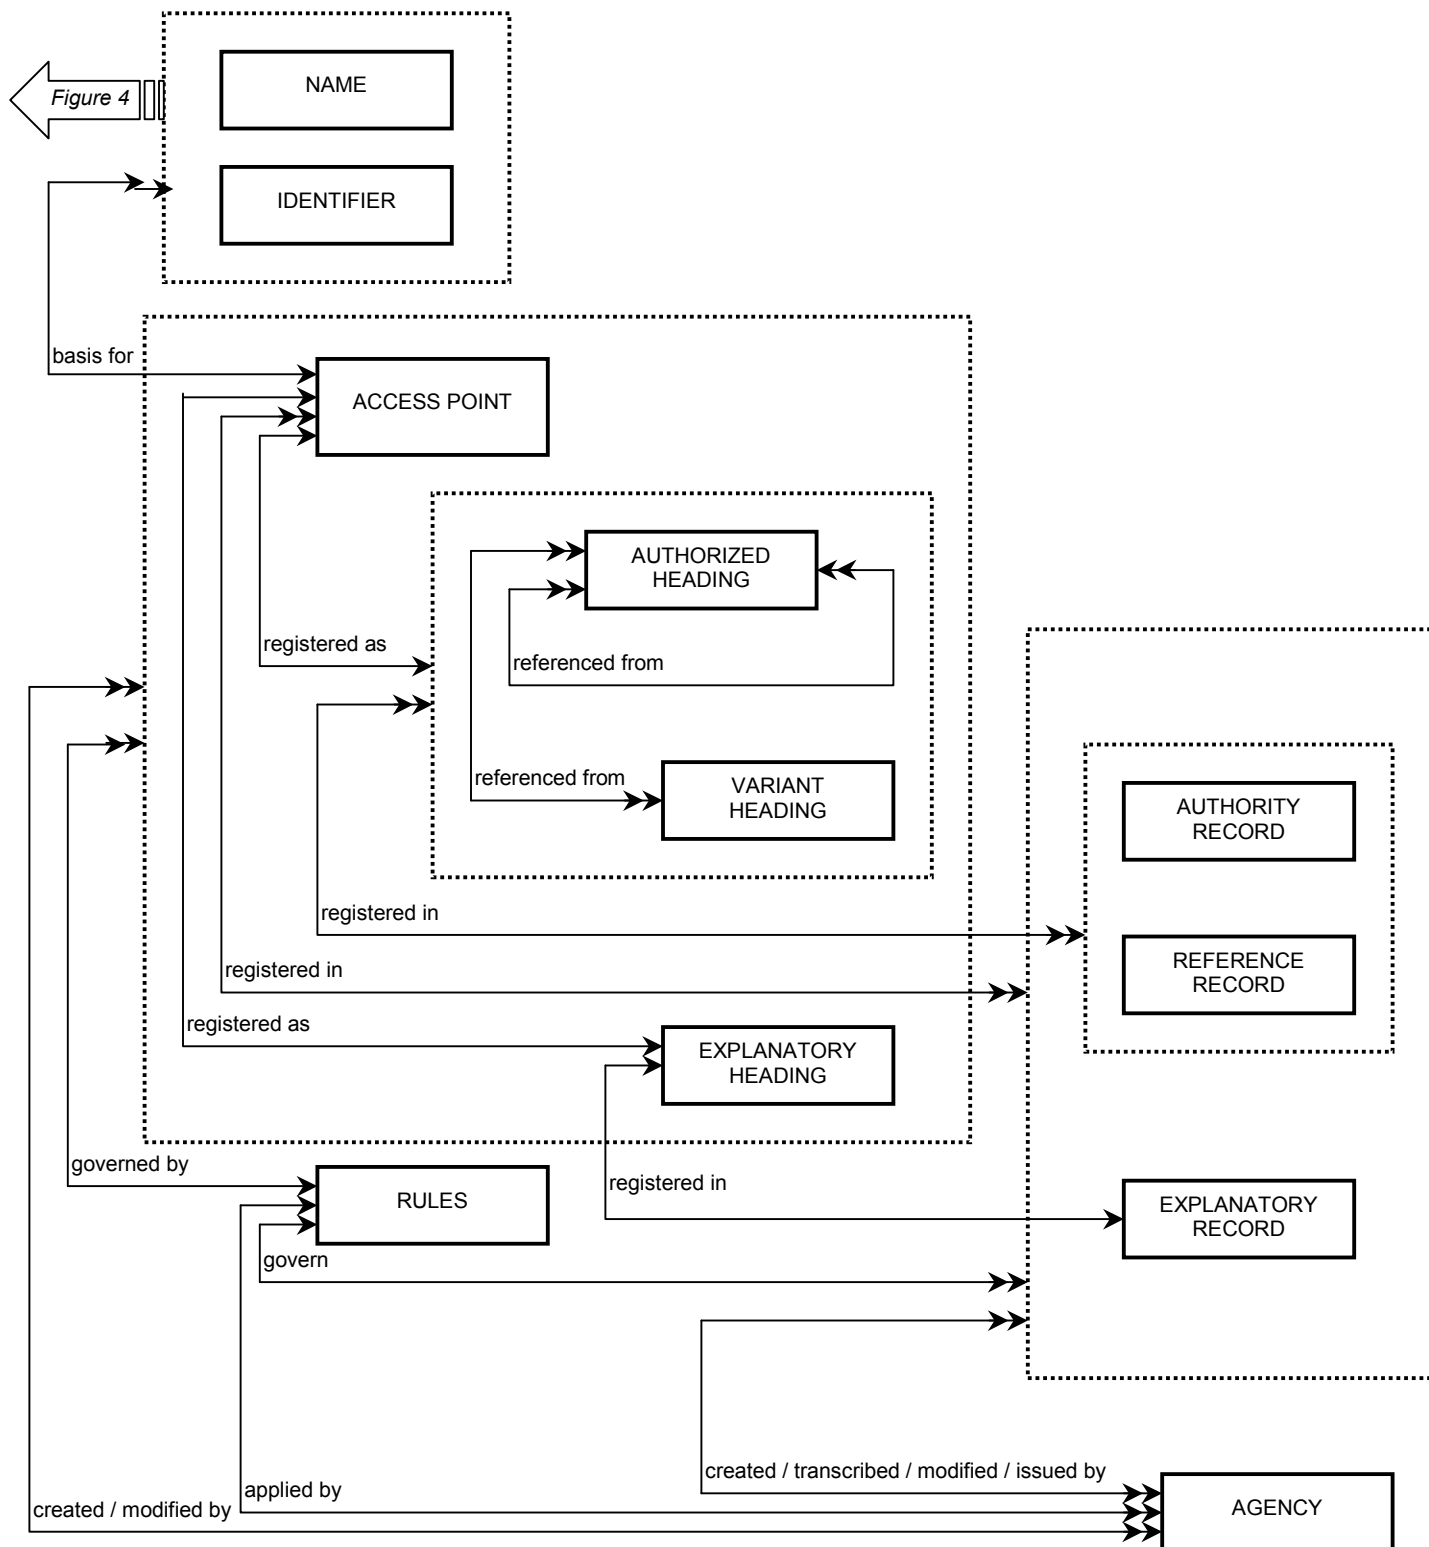 NAME
Figure 4
IDENTIFIER
basis for
ACCESS POINT
AUTHORIZED
HEADING
registered as
referenced from
referenced from
VARIANT
HEADING
AUTHORITY
RECORD
registered in
REFERENCE
RECORD
registered in
registered as
EXPLANATORY
HEADING
governed by
RULES
registered in
EXPLANATORY
RECORD
govern
created / transcribed / modified / issued by
applied by
created / modified by
AGENCY